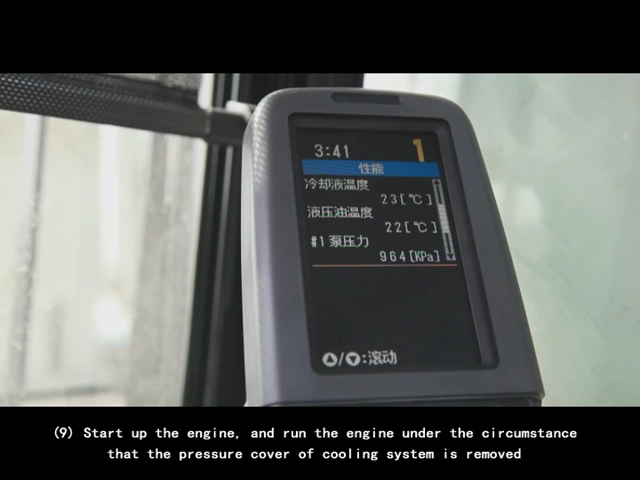 3:41 1
性能
冷却液温度
23[℃]
液压油温度
22[℃]
#1 泵压力
964[KPa]
▲/▼:滚动
(9) Start up the engine, and run the engine under the circumstance
that the pressure cover of cooling system is removed